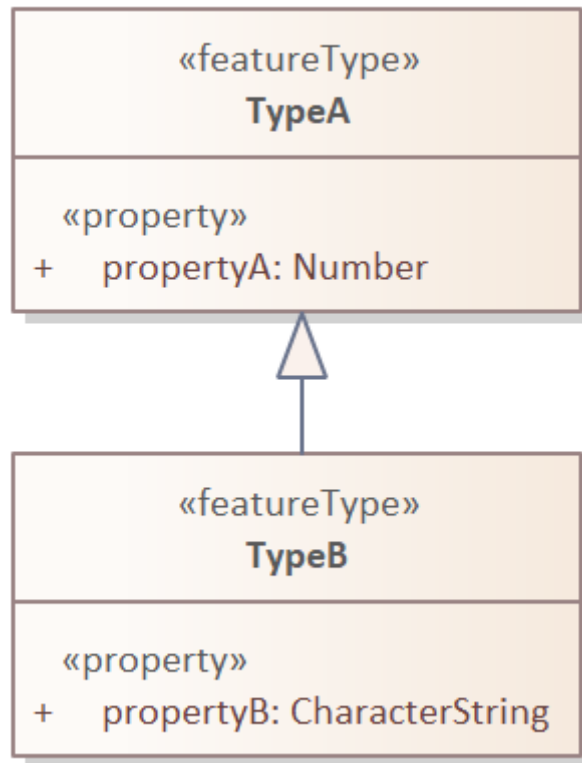 «featureType»
TypeA
«property»
+ propertyA: Number
«featureType»
TypeB
«property»
+ propertyB: CharacterString